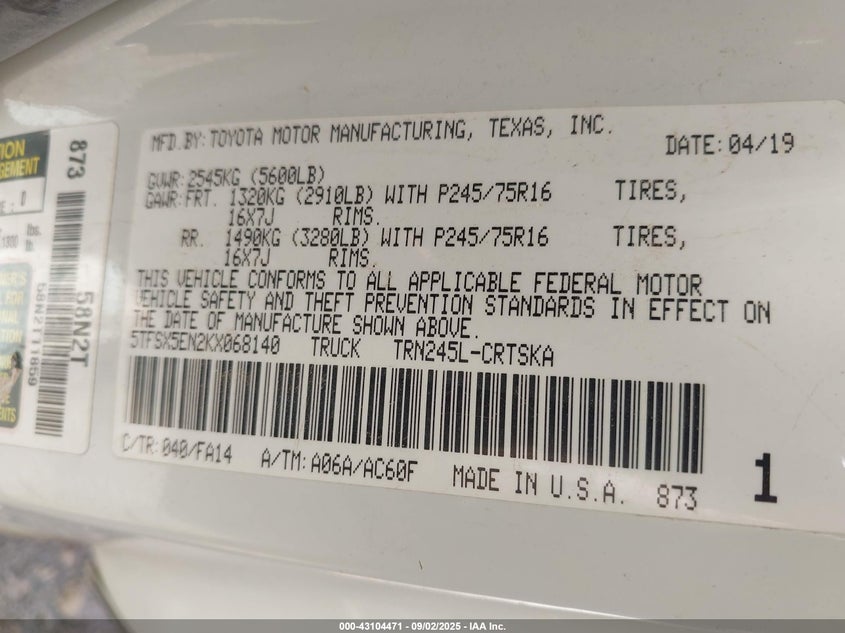 MFD.BY:TOYOTA MOTOR MANUFACTURING, TEXAS, INC.
DATE:04/19
GVWR:2545KG (5600LB)
GAWR:FRT. 1320KG (2910LB) WITH P245/75R16 TIRES,
16X7J RIMS.
RR. 1490KG (3280LB) WITH P245/75R16 TIRES,
16X7J RIMS.
THIS VEHICLE CONFORMS TO ALL APPLICABLE FEDERAL MOTOR
VEHICLE SAFETY AND THEFT PREVENTION STANDARDS IN EFFECT ON
THE DATE OF MANUFACTURE SHOWN ABOVE.
5TFSX5EN2KX068140 TRUCK TRN245L-CRTSKA
C/TR:040/FA14 A/TM:A06A/AC60F MADE IN U.S.A. 873
1
873
58N2T
58N2T11859
lbs.
lb.
000-43104471 - 09/02/2025 - IAA Inc.